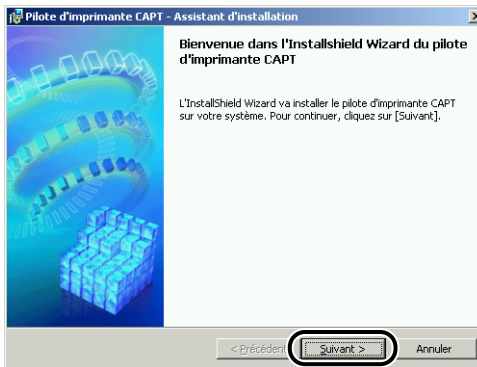 Pilote d'imprimante CAPT - Assistant d'installation
Bienvenue dans l'Installshield Wizard du pilote
d'imprimante CAPT
L'InstallShield Wizard va installer le pilote d'imprimante CAPT
sur votre système. Pour continuer, cliquez sur [Suivant].
< Précédent Suivant > Annuler